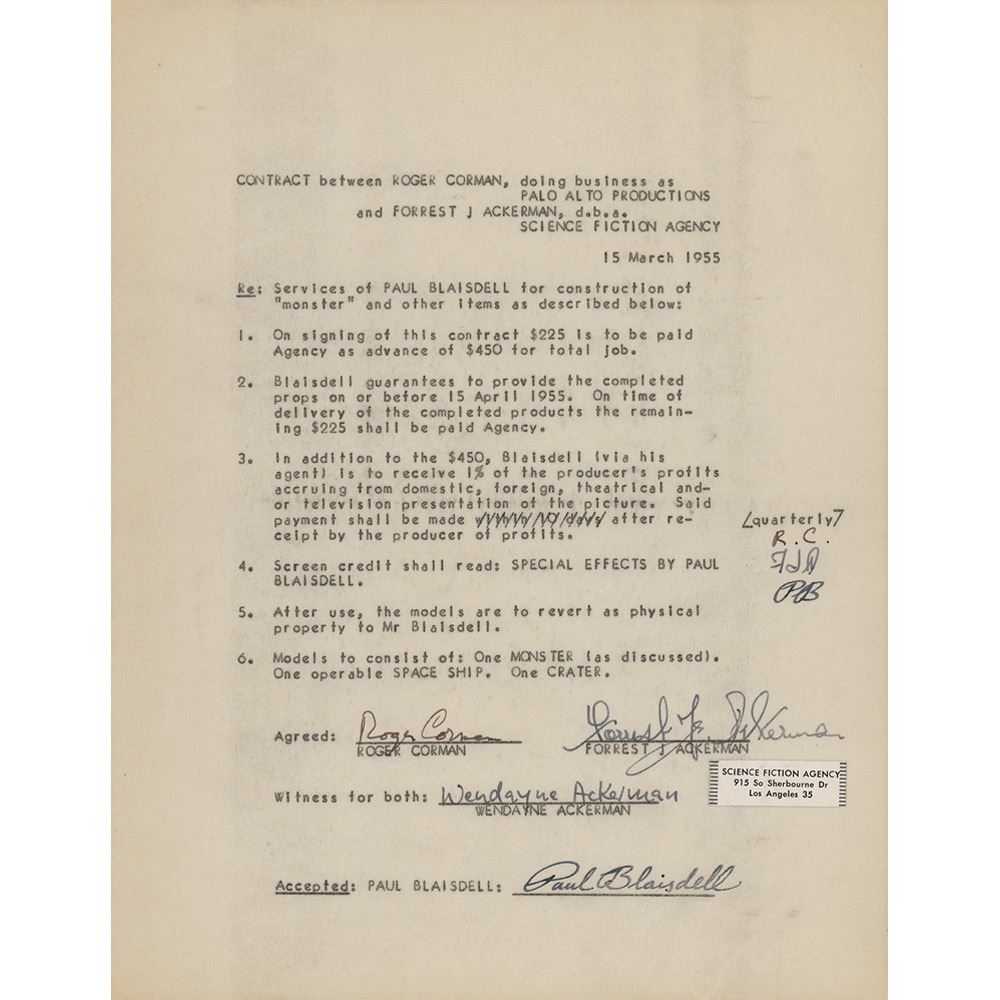 CONTRACT between ROGER CORMAN, doing business as
PALO ALTO PRODUCTIONS
and FORREST J ACKERMAN, d.b.a.
SCIENCE FICTION AGENCY
15 March 1955
Re: Services of PAUL BLAISDELL for construction of
"monster" and other items as described below:
1. On signing of this contract $225 is to be paid
Agency as advance of $450 for total job.
2. Blaisdell guarantees to provide the completed
props on or before 15 April 1955. On time of
delivery of the completed products the remain-
ing $225 shall be paid Agency.
3. In addition to the $450, Blaisdell (via his
agent) is to receive 1% of the producer's profits
accruing from domestic, foreign, theatrical and-
or television presentation of the picture. Said
payment shall be made within 10 days after re-
ceipt by the producer of profits.
/quarterly/
R.C.
FJA
PB
4. Screen credit shall read: SPECIAL EFFECTS BY PAUL
BLAISDELL.
5. After use, the models are to revert as physical
property to Mr Blaisdell.
6. Models to consist of: One MONSTER (as discussed).
One operable SPACE SHIP. One CRATER.
Agreed: Roger Corman Forrest J. Ackerman
ROGER CORMAN FORREST J ACKERMAN
SCIENCE FICTION AGENCY
915 So Sherbourne Dr
Los Angeles 35
Witness for both: Wendayne Ackerman
WENDAYNE ACKERMAN
Accepted: PAUL BLAISDELL: Paul Blaisdell